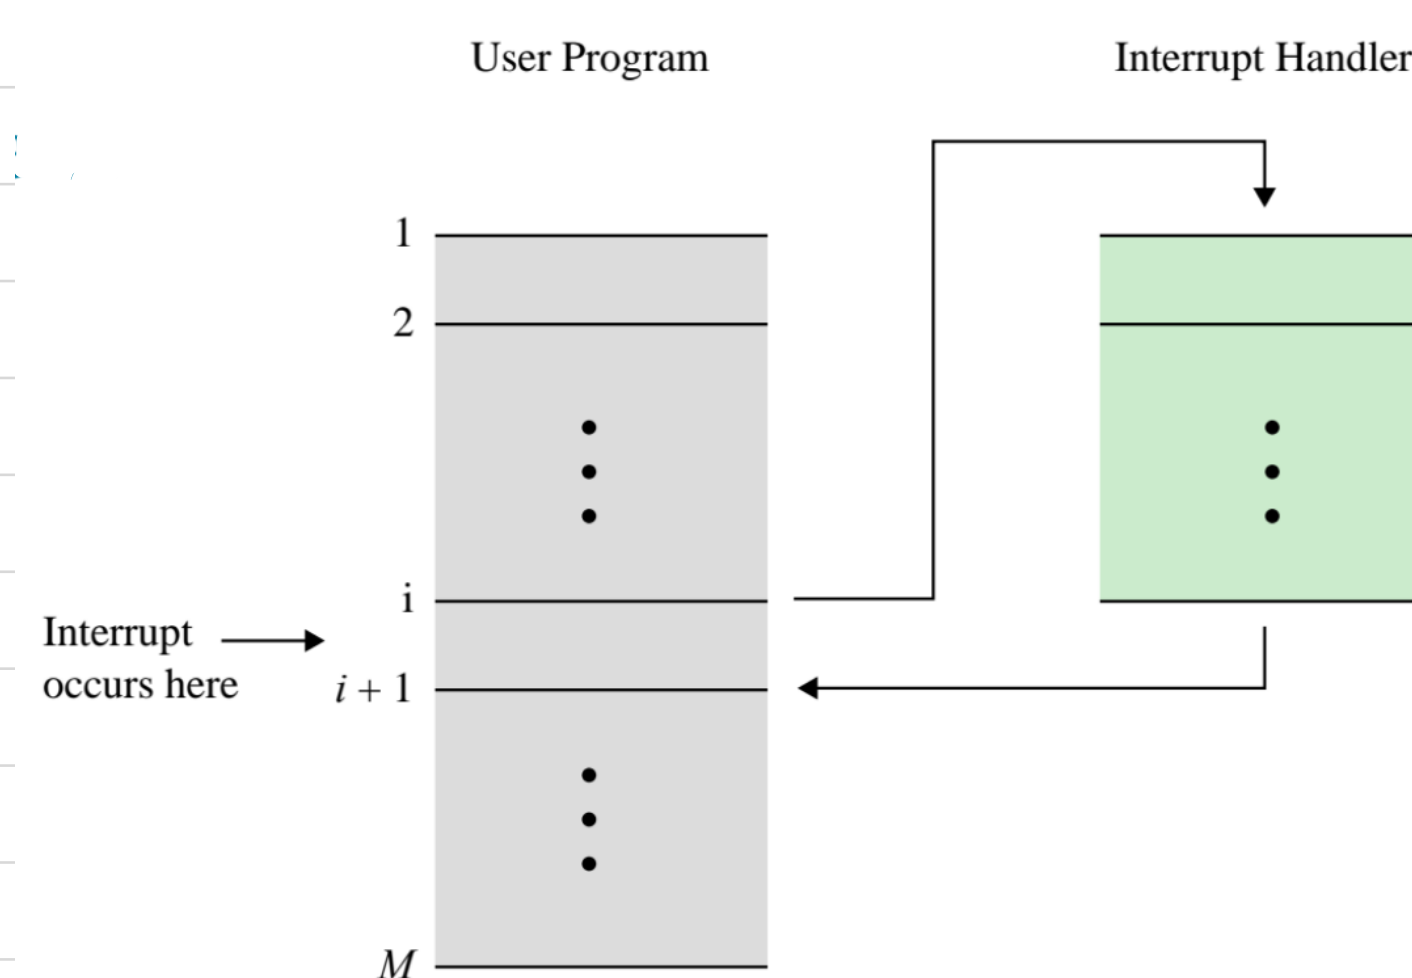 User Program
Interrupt Handler
1
2
i
Interrupt
occurs here
i + 1
M